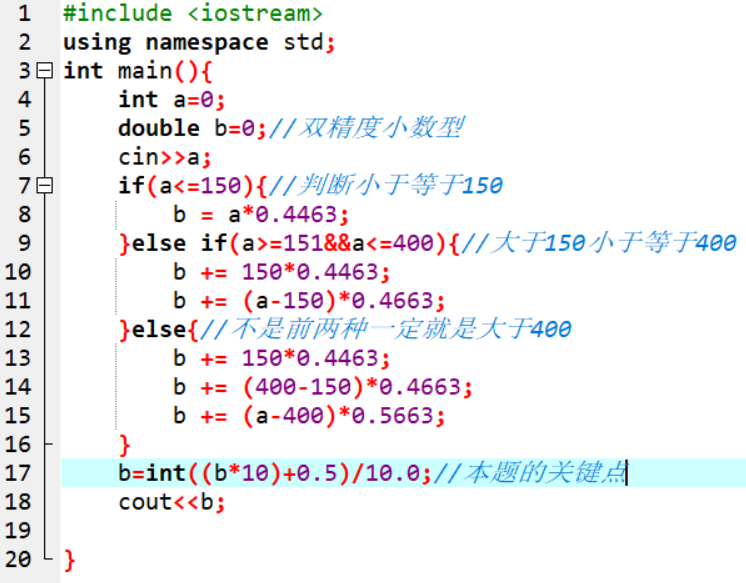 1 #include <iostream>
2 using namespace std;
3 int main(){
4 int a=0;
5 double b=0;//双精度小数型
6 cin>>a;
7 if(a<=150){//判断小于等于150
8 b = a*0.4463;
9 }else if(a>=151&&a<=400){//大于150小于等于400
10 b += 150*0.4463;
11 b += (a-150)*0.4663;
12 }else{//不是前两种一定就是大于400
13 b += 150*0.4463;
14 b += (400-150)*0.4663;
15 b += (a-400)*0.5663;
16 }
17 b=int((b*10)+0.5)/10.0;//本题的关键点
18 cout<<b;
19
20 }